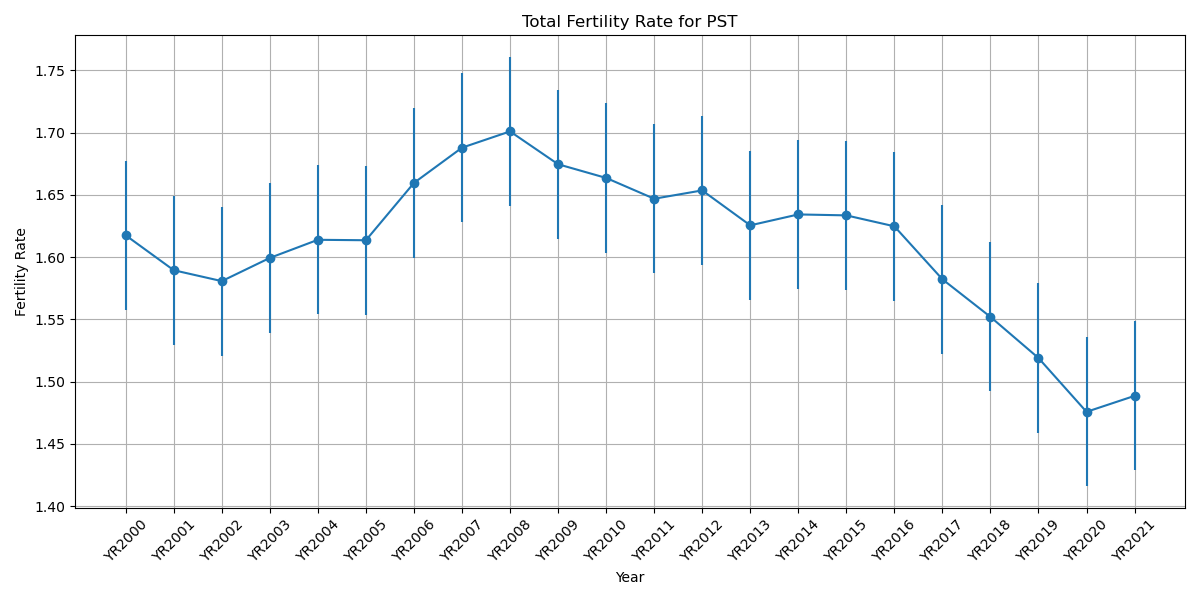 Total Fertility Rate for PST
Fertility Rate
1.75
1.70
1.65
1.60
1.55
1.50
1.45
1.40
YR2000
YR2001
YR2002
YR2003
YR2004
YR2005
YR2006
YR2007
YR2008
YR2009
YR2010
YR2011
YR2012
YR2013
YR2014
YR2015
YR2016
YR2017
YR2018
YR2019
YR2020
YR2021
Year